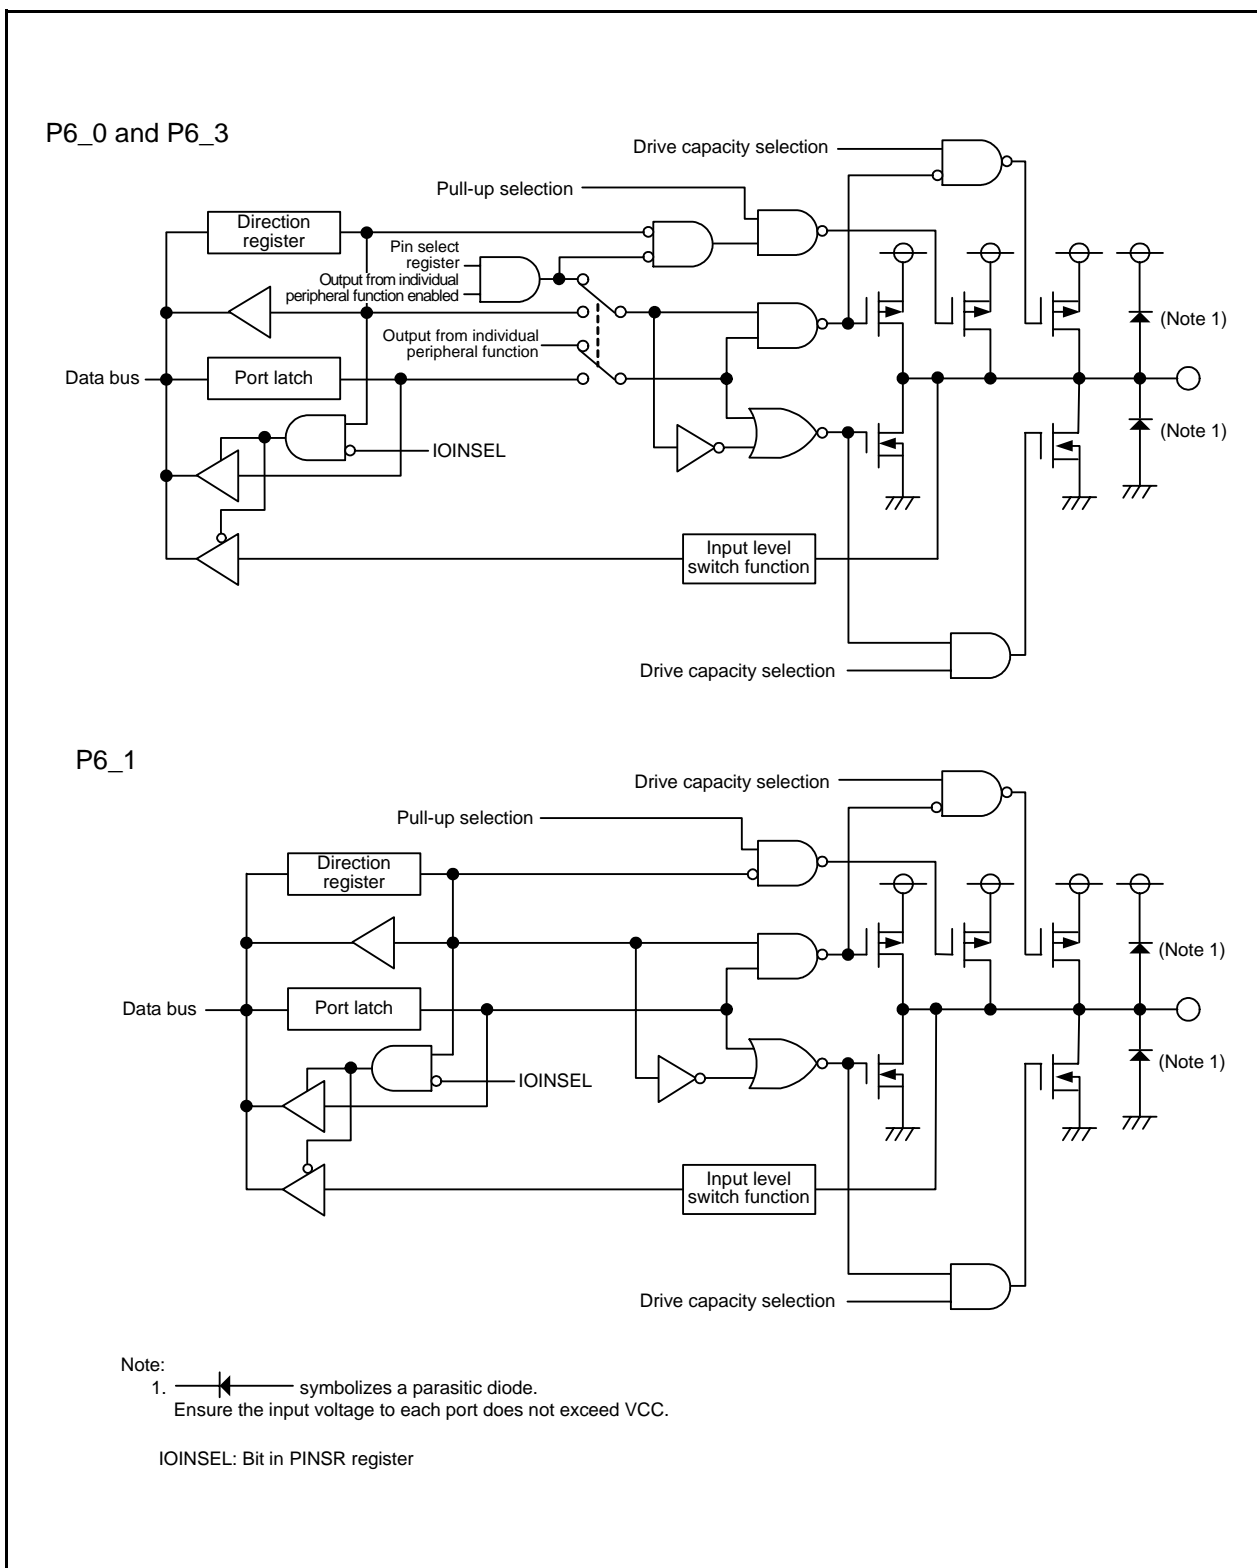 P6_0 and P6_3
Drive capacity selection
Pull-up selection
Direction
register
Pin select
register
Output from individual
peripheral function enabled
(Note 1)
Output from individual
peripheral function
Data bus
Port latch
(Note 1)
IOINSEL
Input level
switch function
Drive capacity selection
P6_1
Drive capacity selection
Pull-up selection
Direction
register
(Note 1)
Data bus
Port latch
(Note 1)
IOINSEL
Input level
switch function
Drive capacity selection
Note:
1. symbolizes a parasitic diode.
Ensure the input voltage to each port does not exceed VCC.
IOINSEL: Bit in PINSR register